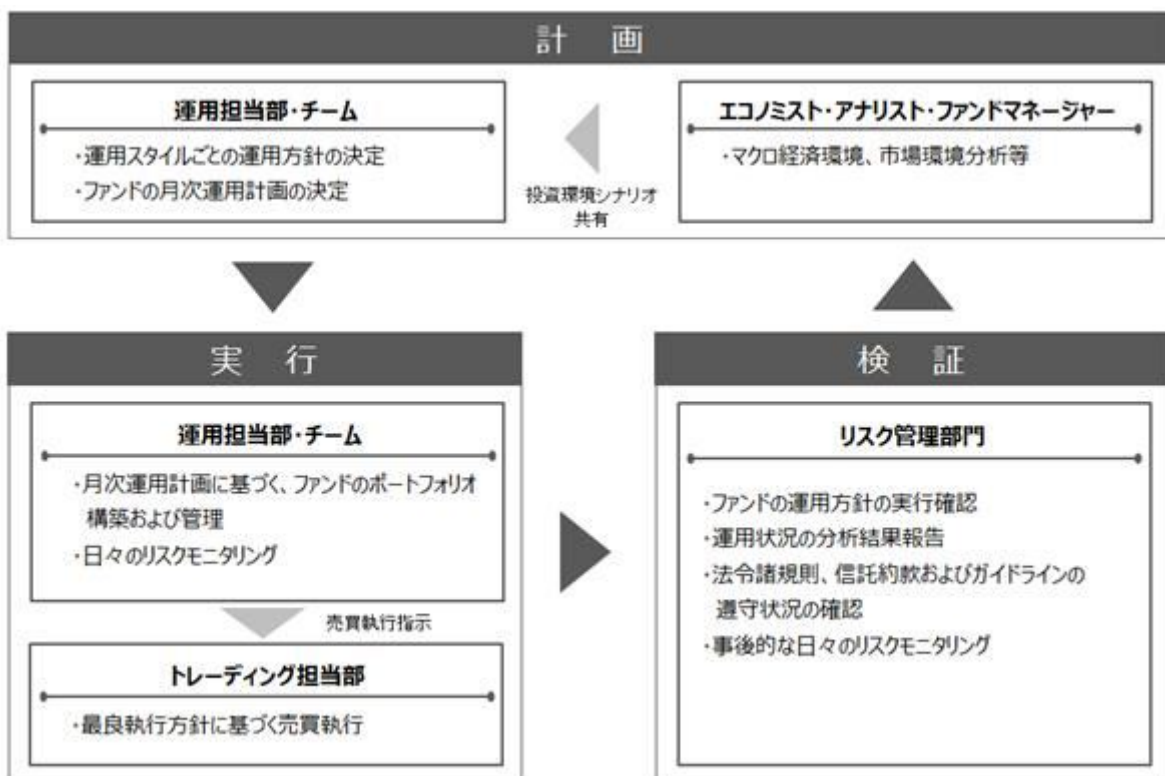 計　画
運用担当部・チーム
・運用スタイルごとの運用方針の決定
・ファンドの月次運用計画の決定
投資環境シナリオ
共有
エコノミスト・アナリスト・ファンドマネージャー
・マクロ経済環境、市場環境分析等
実　行
運用担当部・チーム
・月次運用計画に基づく、ファンドのポートフォリオ
構築および管理
・日々のリスクモニタリング
売買執行指示
トレーディング担当部
・最良執行方針に基づく売買執行
検　証
リスク管理部門
・ファンドの運用方針の実行確認
・運用状況の分析結果報告
・法令諸規則、信託約款およびガイドラインの
遵守状況の確認
・事後的な日々のリスクモニタリング